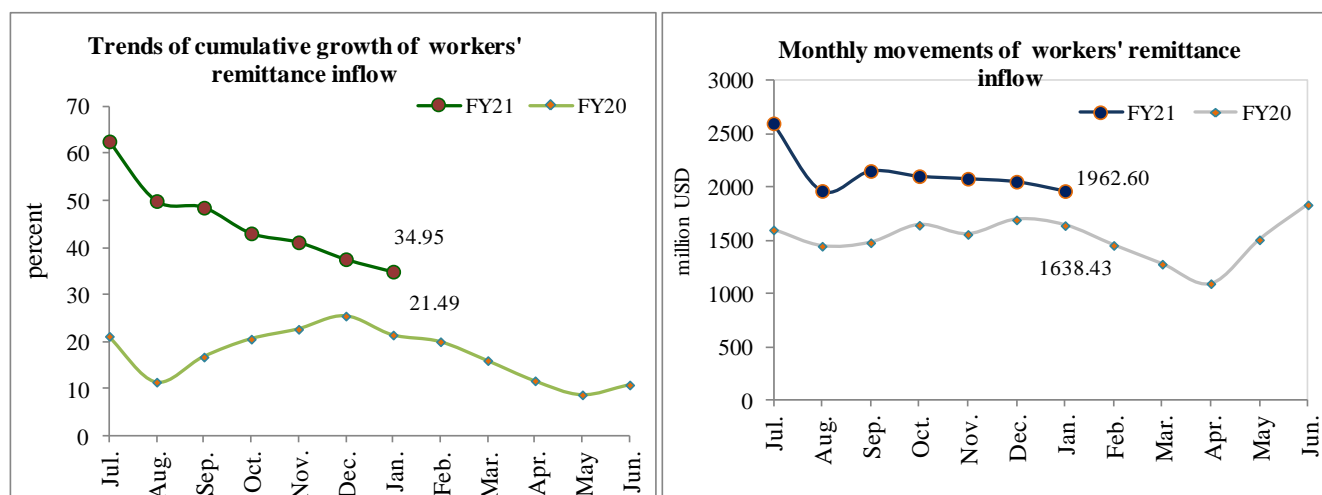 Trends of cumulative growth of workers'
remittance inflow
FY21 FY20
70
60
50
40
30
20
10
0
percent
34.95
21.49
Jul.
Aug.
Sep.
Oct.
Nov.
Dec.
Jan.
Feb.
Mar.
Apr.
May
Jun.
Monthly movements of workers' remittance
inflow
FY21 FY20
3000
2500
2000
1500
1000
500
0
million USD
1962.60
1638.43
Jul.
Aug.
Sep.
Oct.
Nov.
Dec.
Jan.
Feb.
Mar.
Apr.
May
Jun.